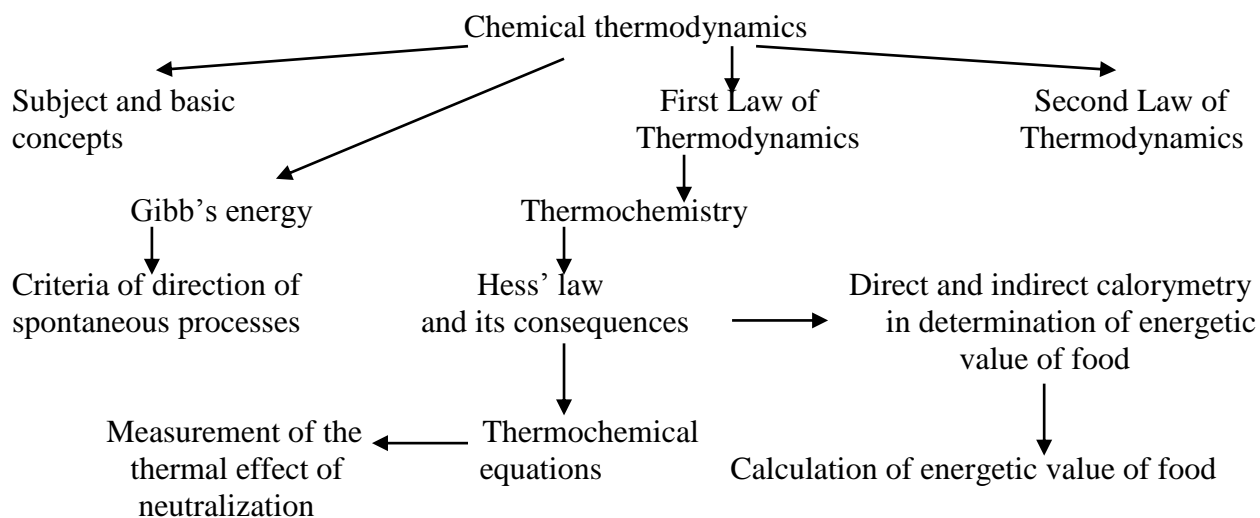 Chemical thermodynamics
Subject and basic
concepts
First Law of
Thermodynamics
Second Law of
Thermodynamics
Gibb’s energy
Thermochemistry
Criteria of direction of
spontaneous processes
Hess’ law
and its consequences
Direct and indirect calorymetry
in determination of energetic
value of food
Measurement of the
thermal effect of
neutralization
Thermochemical
equations
Calculation of energetic value of food